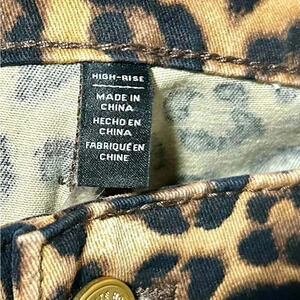 HIGH-RISE
MADE IN
CHINA
HECHO EN
CHINA
FABRIQUÉ EN
CHINE